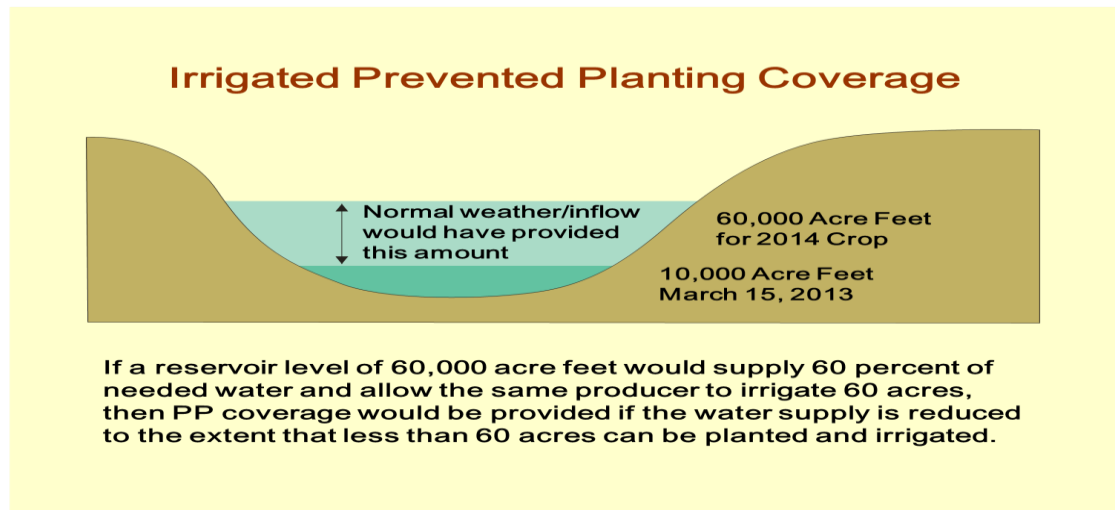 Irrigated Prevented Planting Coverage
Normal weather/inflow
would have provided
this amount
60,000 Acre Feet
for 2014 Crop
10,000 Acre Feet
March 15, 2013
If a reservoir level of 60,000 acre feet would supply 60 percent of
needed water and allow the same producer to irrigate 60 acres,
then PP coverage would be provided if the water supply is reduced
to the extent that less than 60 acres can be planted and irrigated.